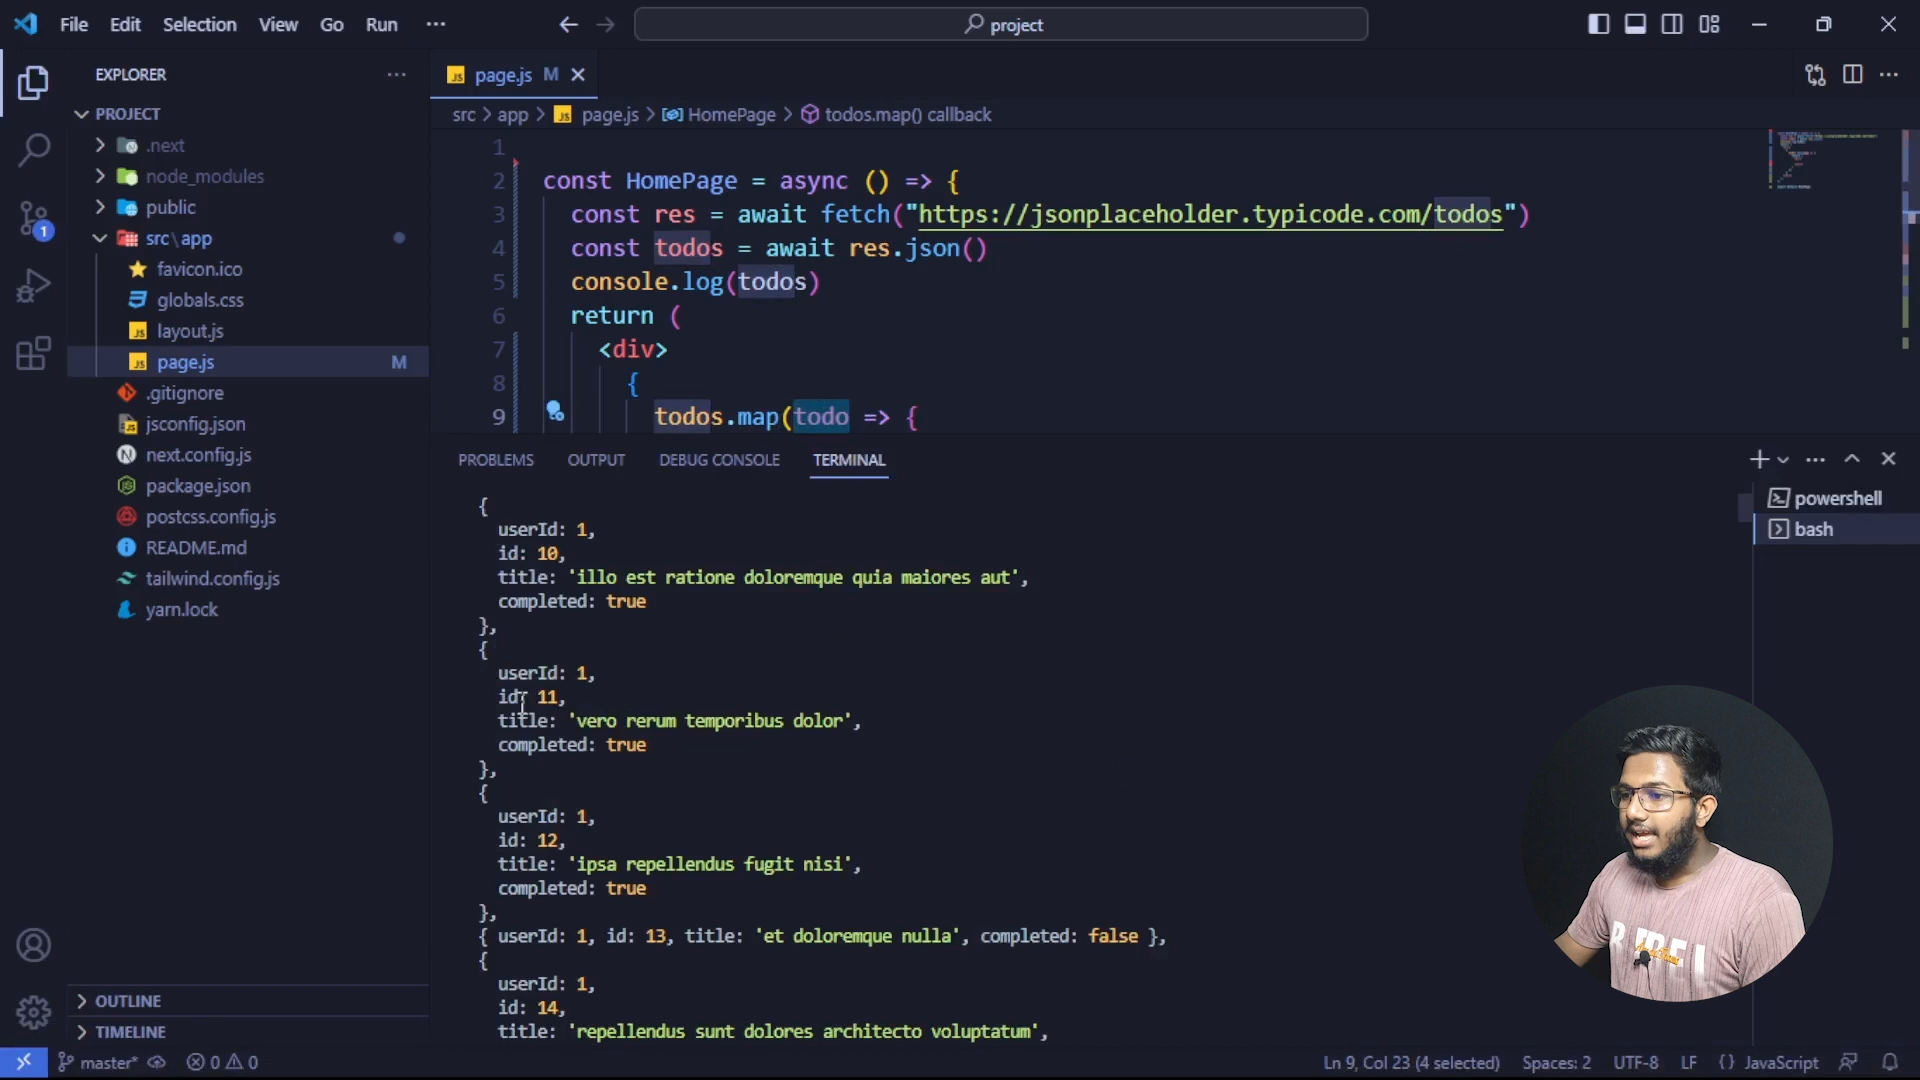 File Edit Selection View Go Run ···
project
EXPLORER
PROJECT
.next
node_modules
public
src\app
favicon.ico
globals.css
layout.js
page.js M
.gitignore
jsconfig.json
next.config.js
package.json
postcss.config.js
README.md
tailwind.config.js
yarn.lock
OUTLINE
TIMELINE
1
page.js M
src > app > page.js > HomePage > todos.map() callback
1
2 const HomePage = async () => {
3 const res = await fetch("https://jsonplaceholder.typicode.com/todos")
4 const todos = await res.json()
5 console.log(todos)
6 return (
7 <div>
8 {
9 todos.map(todo => {
PROBLEMS OUTPUT DEBUG CONSOLE TERMINAL
powershell
bash
{
userId: 1,
id: 10,
title: 'illo est ratione doloremque quia maiores aut',
completed: true
},
{
userId: 1,
id: 11,
title: 'vero rerum temporibus dolor',
completed: true
},
{
userId: 1,
id: 12,
title: 'ipsa repellendus fugit nisi',
completed: true
},
{ userId: 1, id: 13, title: 'et doloremque nulla', completed: false },
{
userId: 1,
id: 14,
title: 'repellendus sunt dolores architecto voluptatum',
master* 0 0 Ln 9, Col 23 (4 selected) Spaces: 2 UTF-8 LF {} JavaScript